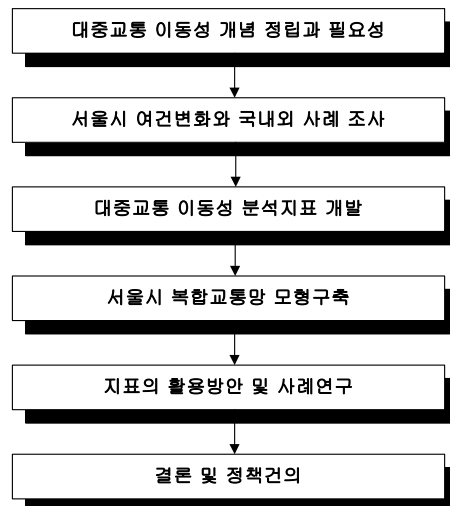 대중교통 이동성 개념 정립과 필요성
서울시 여건변화와 국내외 사례 조사
대중교통 이동성 분석지표 개발
서울시 복합교통망 모형구축
지표의 활용방안 및 사례연구
결론 및 정책건의